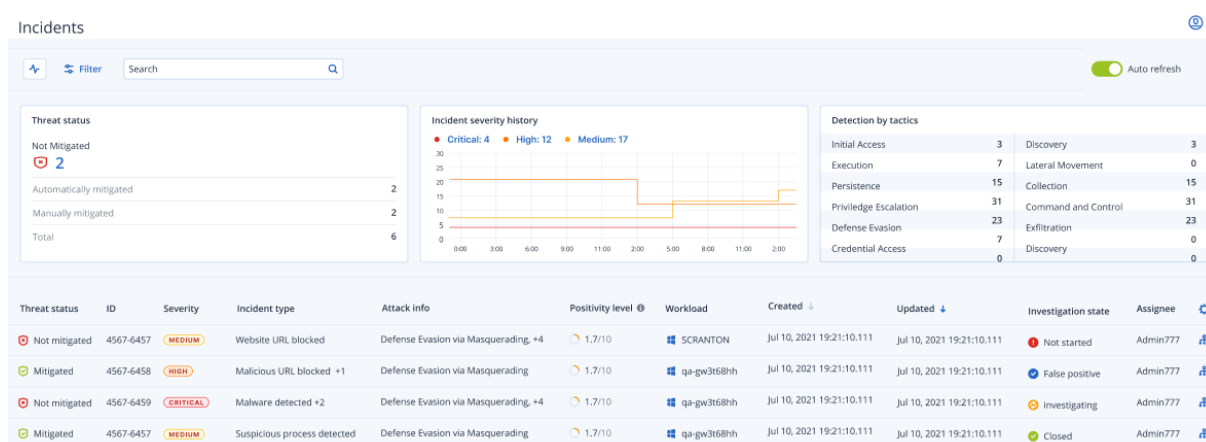 Incidents
Filter
Search
Auto refresh
Threat status
Not Mitigated
2
Automatically mitigated 2
Manually mitigated 2
Total 6
Incident severity history
Critical: 4 High: 12 Medium: 17
30
25
20
15
10
5
0
0:00 3:00 6:00 9:00 11:00 2:00 5:00 8:00 11:00 2:00
Detection by tactics
Initial Access 3 Discovery 3
Execution 7 Lateral Movement 0
Persistence 15 Collection 15
Priviledge Escalation 31 Command and Control 31
Defense Evasion 23 Exfiltration 23
Credential Access 7 Discovery 0
0 0
Threat status ID Severity Incident type Attack info Positivity level Workload Created Updated Investigation state Assignee
Not mitigated 4567-6457 MEDIUM Website URL blocked Defense Evasion via Masquerading, +4 1.7/10 SCRANTON Jul 10, 2021 19:21:10.111 Jul 10, 2021 19:21:10.111 Not started Admin777
Mitigated 4567-6458 HIGH Malicious URL blocked +1 Defense Evasion via Masquerading 1.7/10 qa-gw3t68hh Jul 10, 2021 19:21:10.111 Jul 10, 2021 19:21:10.111 False positive Admin777
Not mitigated 4567-6459 CRITICAL Malware detected +2 Defense Evasion via Masquerading, +4 1.7/10 qa-gw3t68hh Jul 10, 2021 19:21:10.111 Jul 10, 2021 19:21:10.111 investigating Admin777
Mitigated 4567-6457 MEDIUM Suspicious process detected Defense Evasion via Masquerading 1.7/10 qa-gw3t68hh Jul 10, 2021 19:21:10.111 Jul 10, 2021 19:21:10.111 Closed Admin777